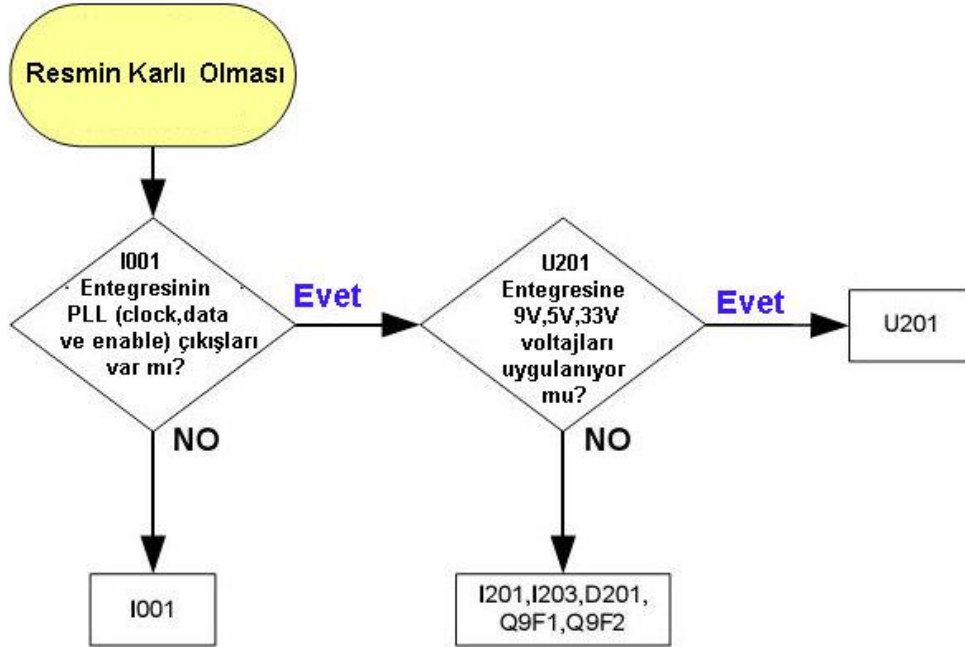 Resmin Karlı Olması
I001
Entegresinin
PLL (clock,data
ve enable) çıkışları
var mı?
Evet
U201
Entegresine
9V,5V,33V
voltajları
uygulanıyor
mu?
Evet
U201
NO
NO
I001
I201,I203,D201,
Q9F1,Q9F2